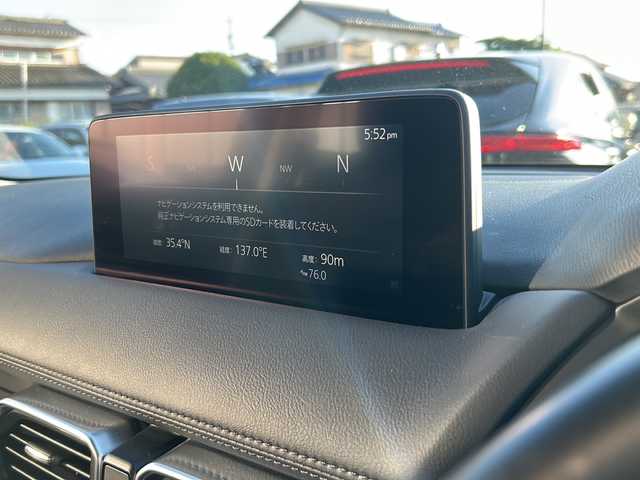 5:52pm
S SW W NW N
ナビゲーションシステムを利用できません。
純正ナビゲーションシステム専用のSDカードを装着してください。
緯度: 35.4°N 経度: 137.0°E 高度: 90m
76.0